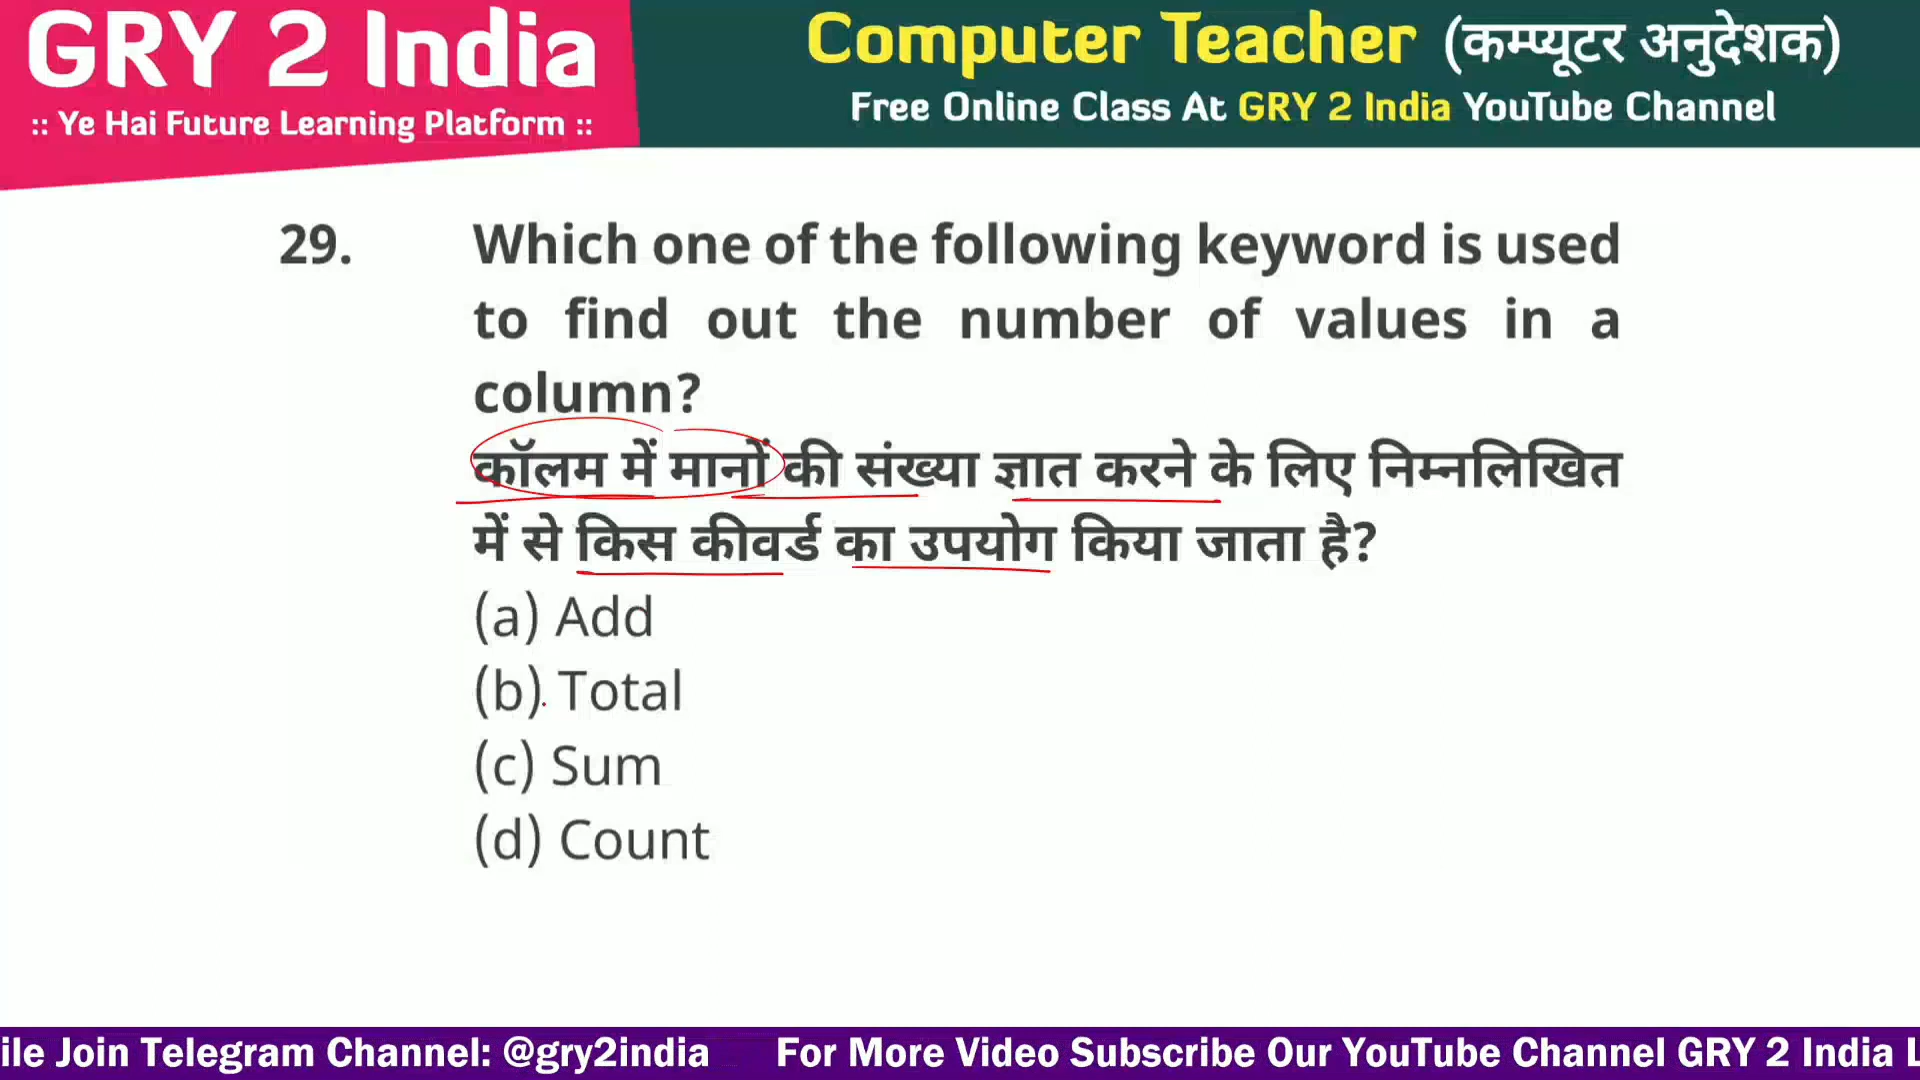 GRY 2 India
:: Ye Hai Future Learning Platform ::
Computer Teacher (कम्प्यूटर अनुदेशक)
Free Online Class At GRY 2 India YouTube Channel
29. Which one of the following keyword is used
to find out the number of values in a
column?
कॉलम में मानों की संख्या ज्ञात करने के लिए निम्नलिखित
में से किस कीवर्ड का उपयोग किया जाता है?
(a) Add
(b) Total
(c) Sum
(d) Count
ile Join Telegram Channel: @gry2india For More Video Subscribe Our YouTube Channel GRY 2 India L